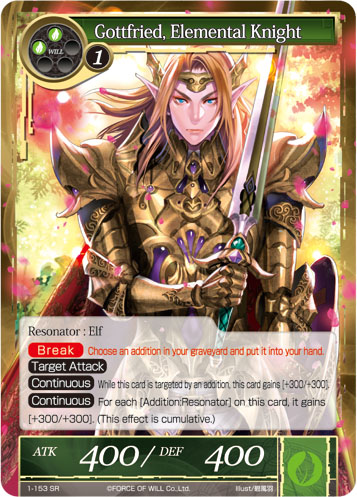 Gottfried, Elemental Knight
WILL
1
Resonator : Elf
Break Choose an addition in your graveyard and put it into your hand.
Target Attack
Continuous While this card is targeted by an addition, this card gains [+300/+300].
Continuous For each [Addition:Resonator] on this card, it gains
[+300/+300]. (This effect is cumulative.)
ATK 400 / DEF 400
1-153 SR ©FORCE OF WILL Co.,Ltd. Illust/